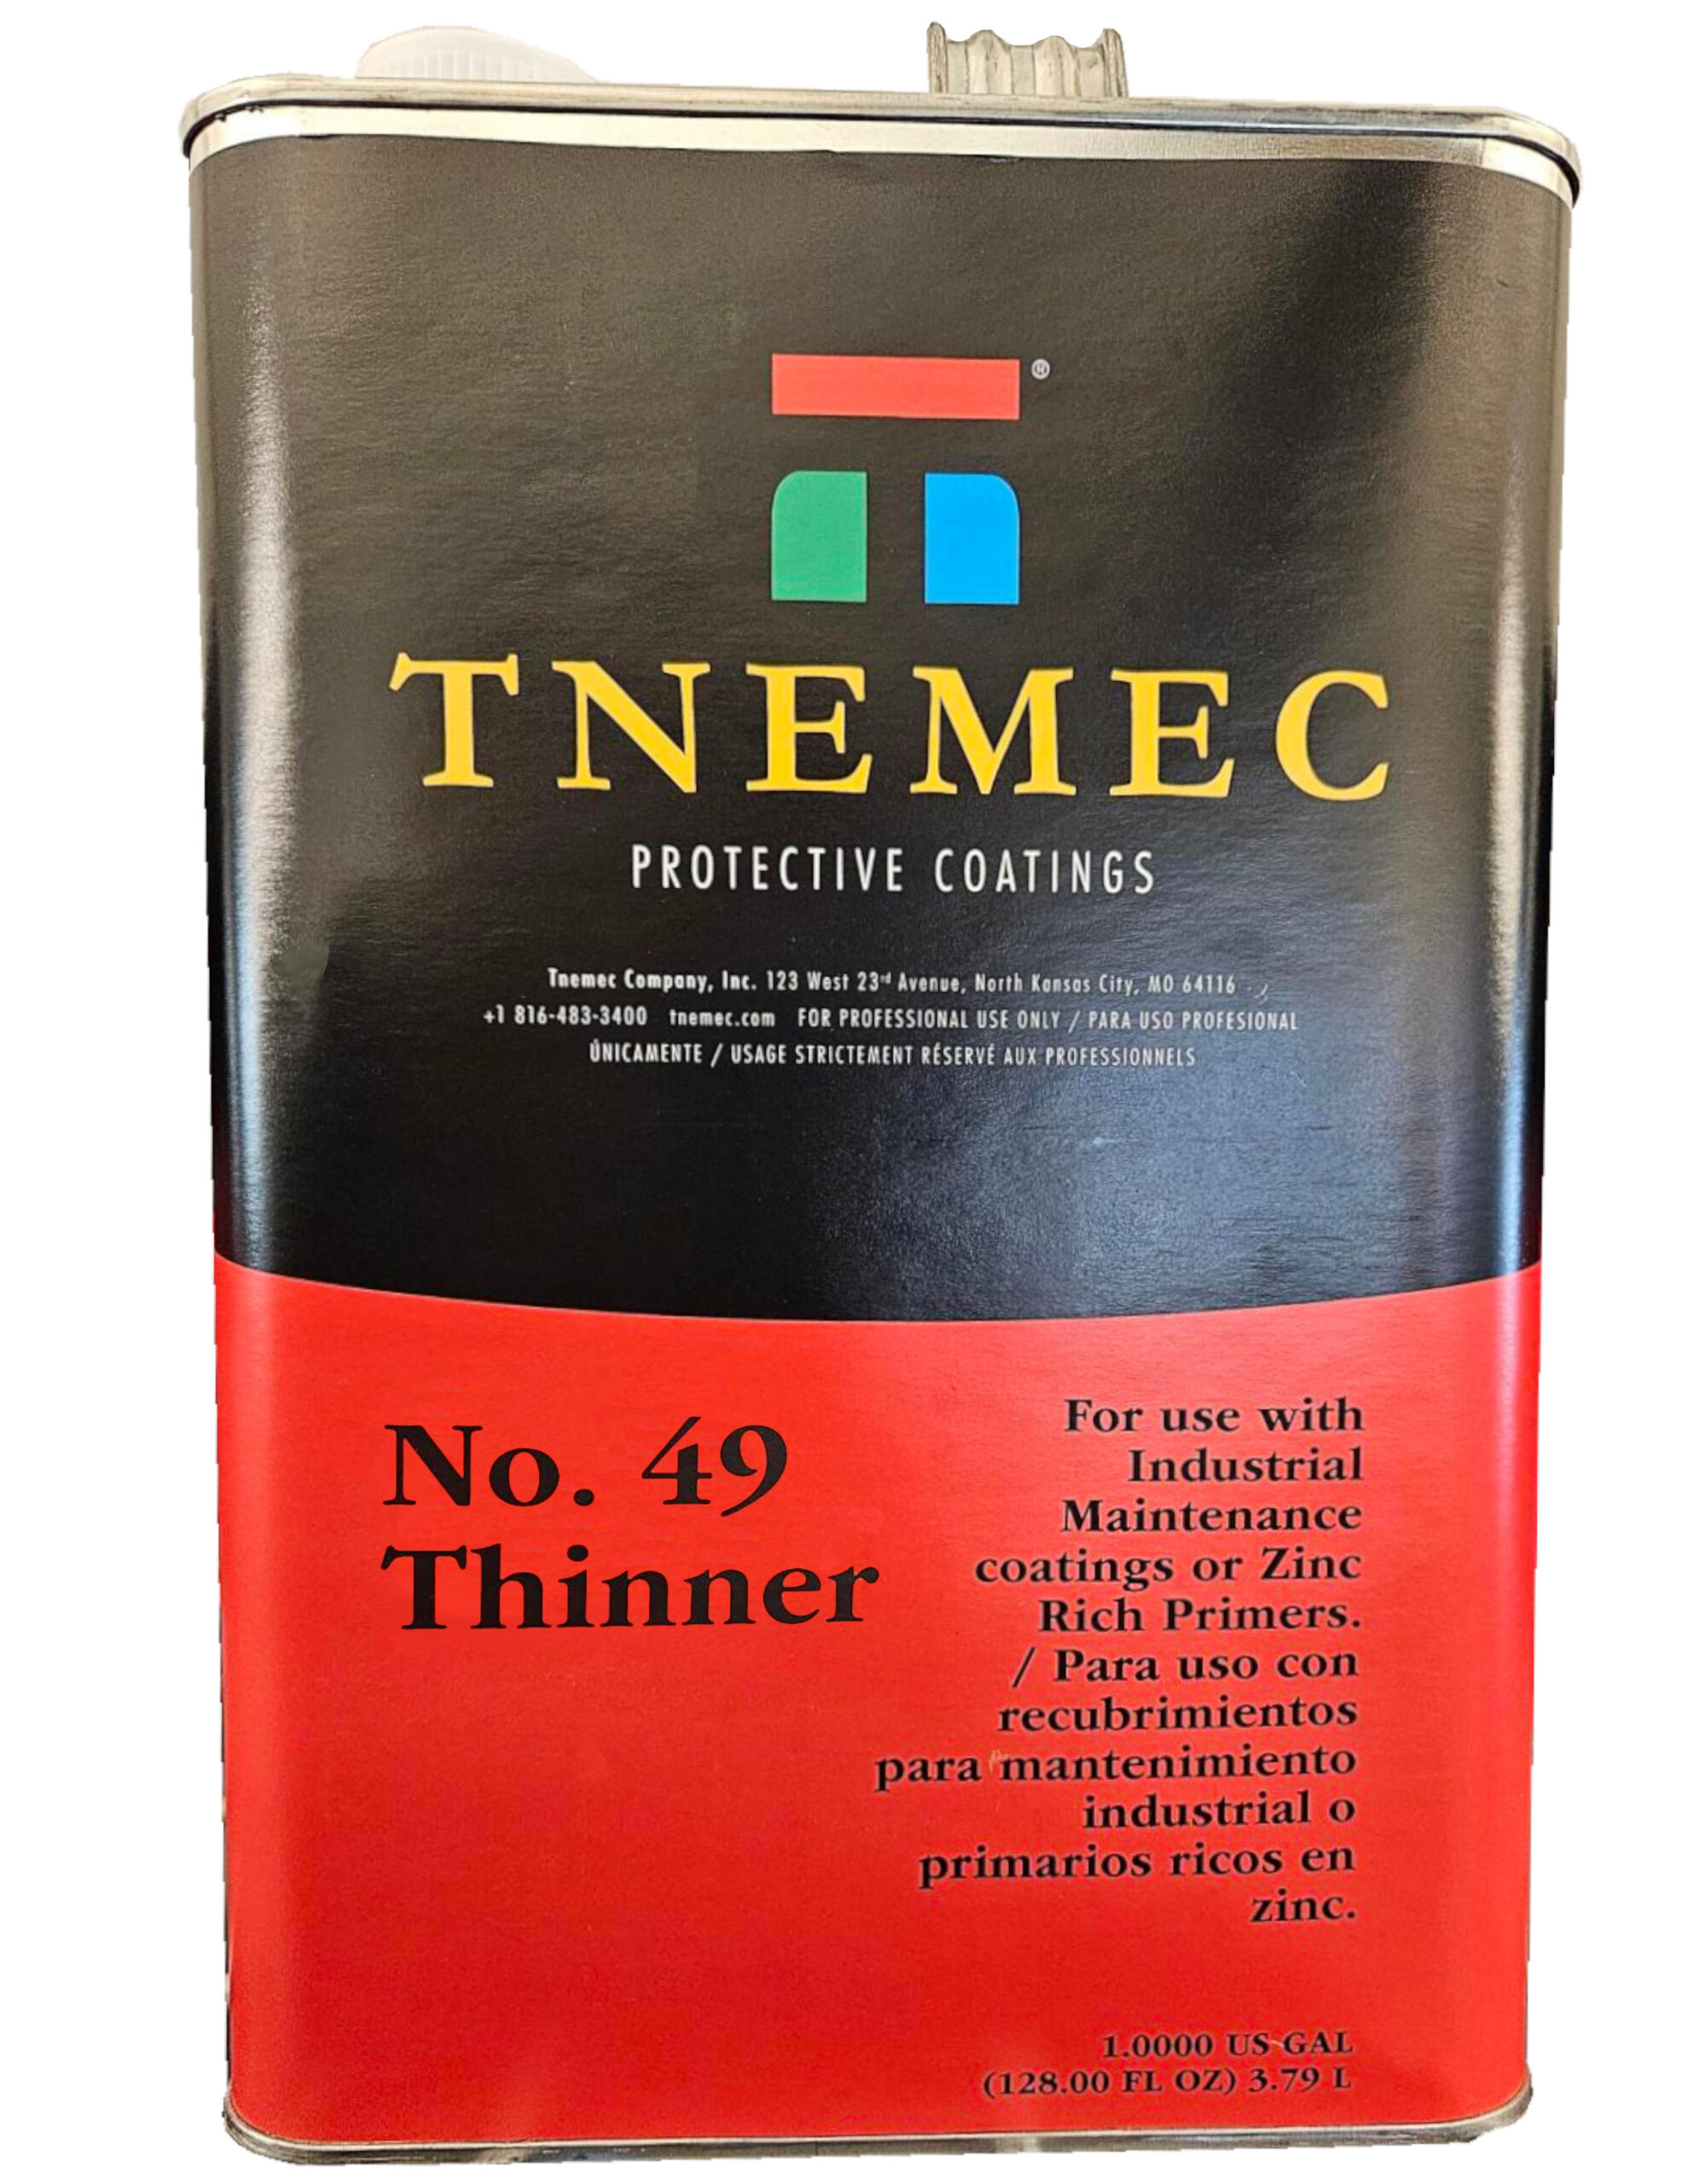 ®
TNEMEC
PROTECTIVE COATINGS
Tnemec Company, Inc. 123 West 23rd Avenue, North Kansas City, MO 64116
+1 816-483-3400 tnemec.com FOR PROFESSIONAL USE ONLY / PARA USO PROFESIONAL
ÚNICAMENTE / USAGE STRICTEMENT RÉSERVÉ AUX PROFESSIONNELS
No. 49
Thinner
For use with
Industrial
Maintenance
coatings or Zinc
Rich Primers.
/ Para uso con
recubrimientos
para mantenimiento
industrial o
primarios ricos en
zinc.
1.0000 US GAL
(128.00 FL OZ) 3.79 L